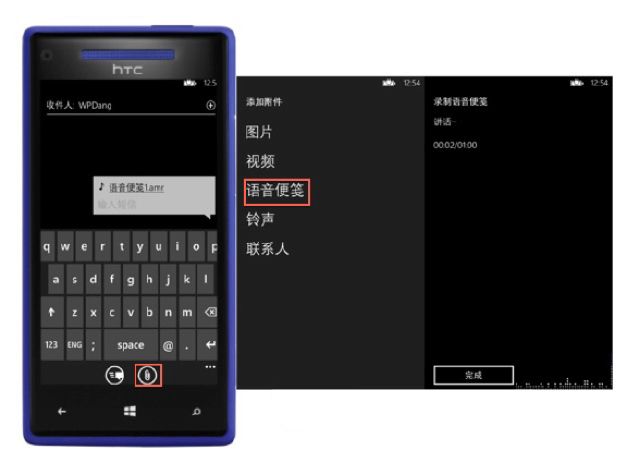 htc
12:5
收件人: WPDang
语音便笺1.amr
输入短信
q w e r t y u i o p
a s d f g h j k l
z x c v b n m
123 ENG ; space @ .
12:54
添加附件
图片
视频
语音便笺
铃声
联系人
12:54
录制语音便笺
讲话...
00:02/01:00
完成